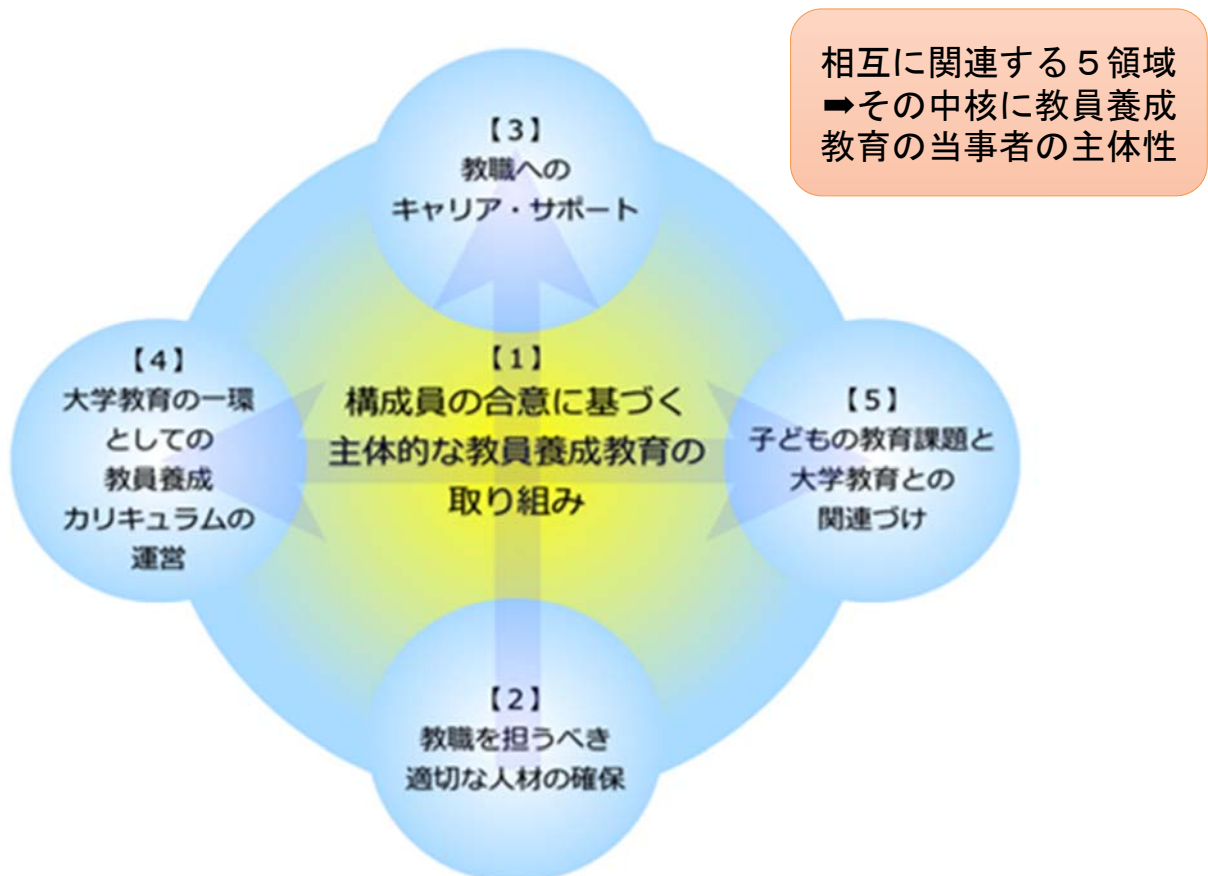 相互に関連する５領域
➡その中核に教員養成
教育の当事者の主体性
【３】
教職への
キャリア・サポート
【１】
構成員の合意に基づく
主体的な教員養成教育の
取り組み
【４】
大学教育の一環
としての
教員養成
カリキュラムの
運営
【５】
子どもの教育課題と
大学教育との
関連づけ
【２】
教職を担うべき
適切な人材の確保